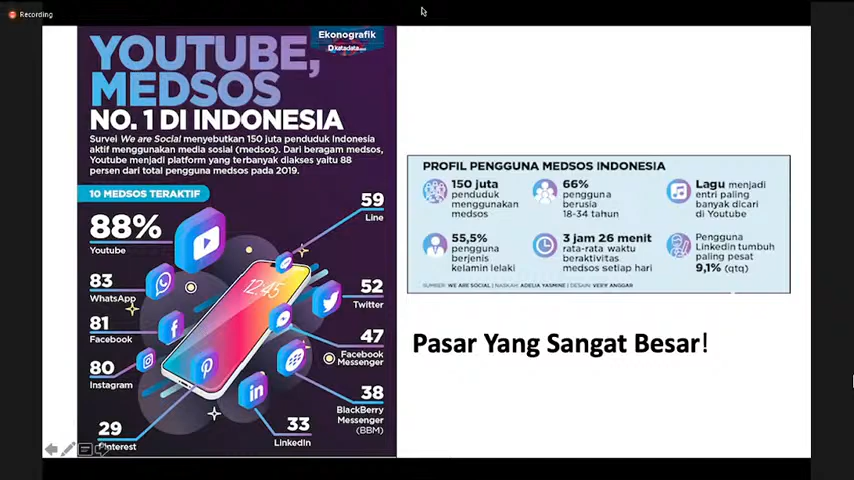 Recording
Ekonografik
katadata
YOUTUBE,
MEDSOS
NO. 1 DI INDONESIA
Survei We are Social menyebutkan 150 juta penduduk Indonesia
aktif menggunakan media sosial (medsos). Dari beragam medsos,
Youtube menjadi platform yang terbanyak diakses yaitu 88
persen dari total pengguna medsos pada 2019.
10 MEDSOS TERAKTIF
88%
Youtube
83
WhatsApp
81
Facebook
80
Instagram
29
Pinterest
59
Line
52
Twitter
47
Facebook
Messenger
38
BlackBerry
Messenger
(BBM)
33
LinkedIn
12:45
PROFIL PENGGUNA MEDSOS INDONESIA
150 juta
penduduk
menggunakan
medsos
66%
pengguna
berusia
18-34 tahun
Lagu menjadi
entri paling
banyak dicari
di Youtube
55,5%
pengguna
berjenis
kelamin lelaki
3 jam 26 menit
rata-rata waktu
beraktivitas
medsos setiap hari
Pengguna
Linkedin tumbuh
paling pesat
9,1% (qtq)
SUMBER: WE ARE SOCIAL | NASKAH: ADELIA YASMINE | DESAIN: VERY ANGGAR
Pasar Yang Sangat Besar!